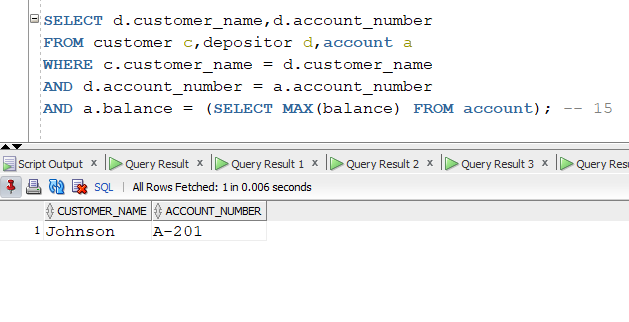 SELECT d.customer_name,d.account_number
FROM customer c,depositor d,account a
WHERE c.customer_name = d.customer_name
AND d.account_number = a.account_number
AND a.balance = (SELECT MAX(balance) FROM account); -- 15
Script Output x Query Result x Query Result 1 x Query Result 2 x Query Result 3 x Query Res
SQL | All Rows Fetched: 1 in 0.006 seconds
CUSTOMER_NAME ACCOUNT_NUMBER
1 Johnson A-201